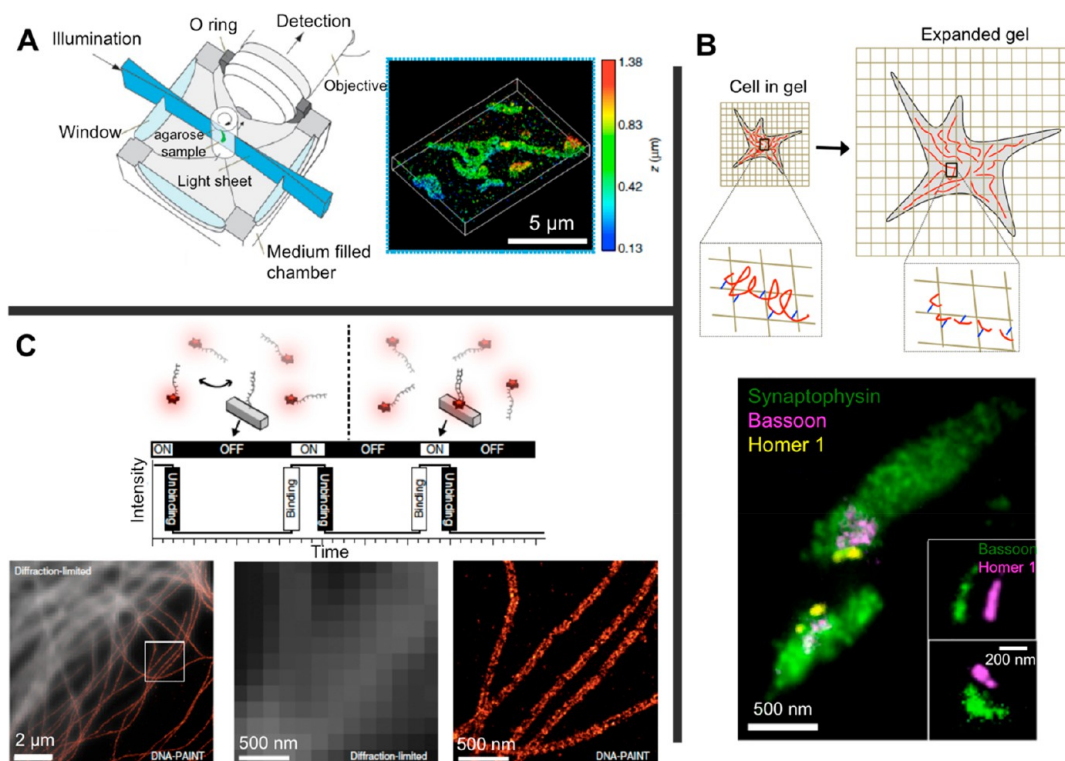 A
O ring
Detection
Illumination
Objective
Window
agarose
sample
Light sheet
Medium filled
chamber
5 µm
1.38
0.83
0.42
0.13
z (µm)
B
Expanded gel
Cell in gel
Synaptophysin
Bassoon
Homer 1
Bassoon
Homer 1
200 nm
500 nm
C
ON
OFF
ON
OFF
ON
OFF
Intensity
Unbinding
Binding
Unbinding
Binding
Unbinding
Time
Diffraction-limited
2 µm
DNA-PAINT
500 nm
Diffraction-limited
500 nm
DNA-PAINT